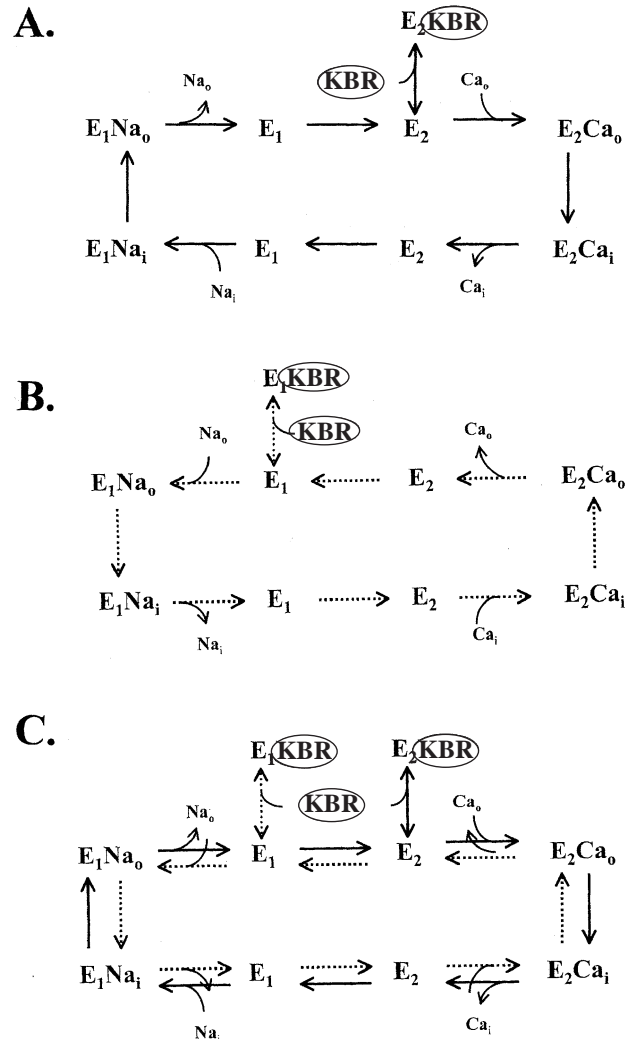 A.
E₂KBR
Naₒ KBR Caₒ
E₁Naₒ E₁ E₂ E₂Caₒ
E₁Naᵢ E₁ E₂ E₂Caᵢ
Naᵢ Caᵢ
B.
E₁KBR
Naₒ KBR Caₒ
E₁Naₒ E₁ E₂ E₂Caₒ
E₁Naᵢ E₁ E₂ E₂Caᵢ
Naᵢ Caᵢ
C.
E₁KBR E₂KBR
Naₒ KBR Caₒ
E₁Naₒ E₁ E₂ E₂Caₒ
E₁Naᵢ E₁ E₂ E₂Caᵢ
Naᵢ Caᵢ